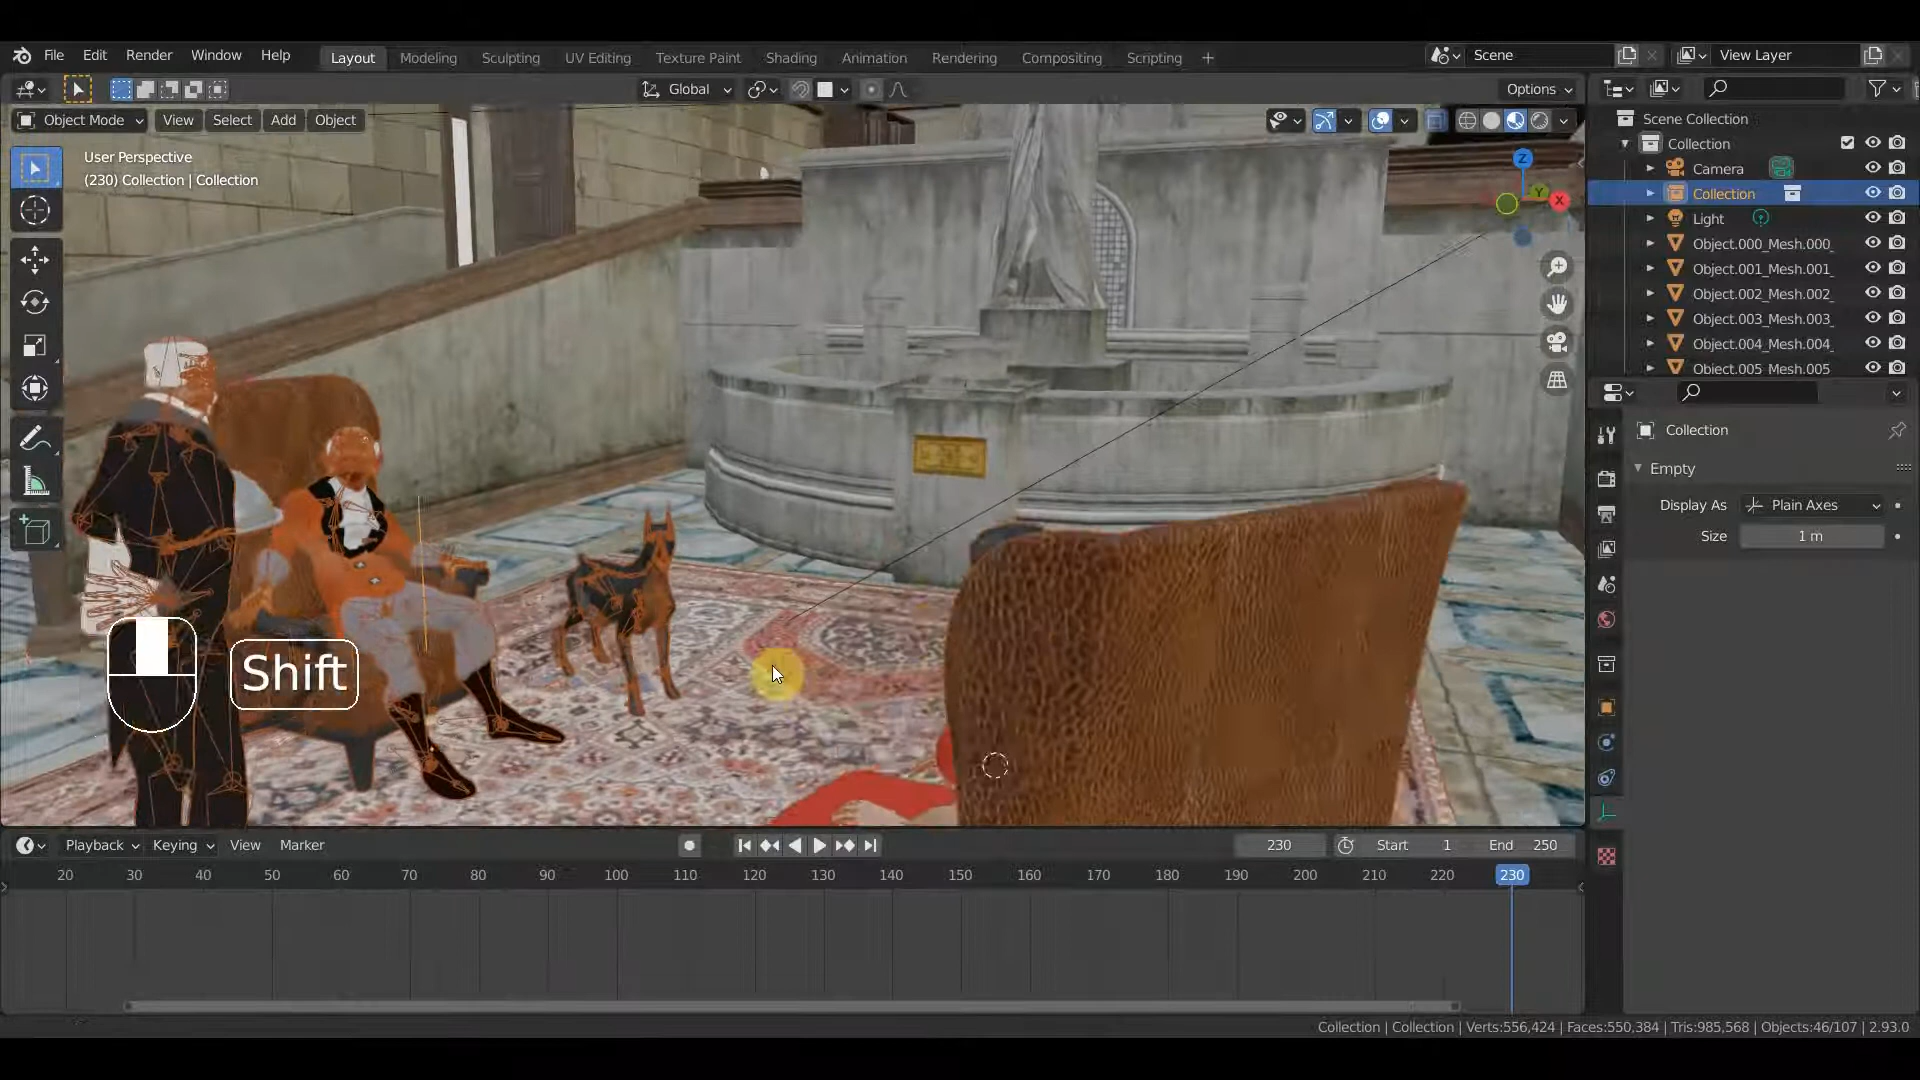 File Edit Render Window Help Layout Modeling Sculpting UV Editing Texture Paint Shading Animation Rendering Compositing Scripting + Scene View Layer
Global Options
Object Mode View Select Add Object
User Perspective
(230) Collection | Collection
Z
Y
X
Scene Collection
Collection
Camera
Collection
Light
Object.000_Mesh.000_
Object.001_Mesh.001_
Object.002_Mesh.002_
Object.003_Mesh.003_
Object.004_Mesh.004_
Object.005_Mesh.005
Collection
Empty
Display As Plain Axes
Size 1 m
Shift
Playback Keying View Marker 230 Start 1 End 250
20 30 40 50 60 70 80 90 100 110 120 130 140 150 160 170 180 190 200 210 220 230
Collection | Collection | Verts:556,424 | Faces:550,384 | Tris:985,568 | Objects:46/107 | 2.93.0